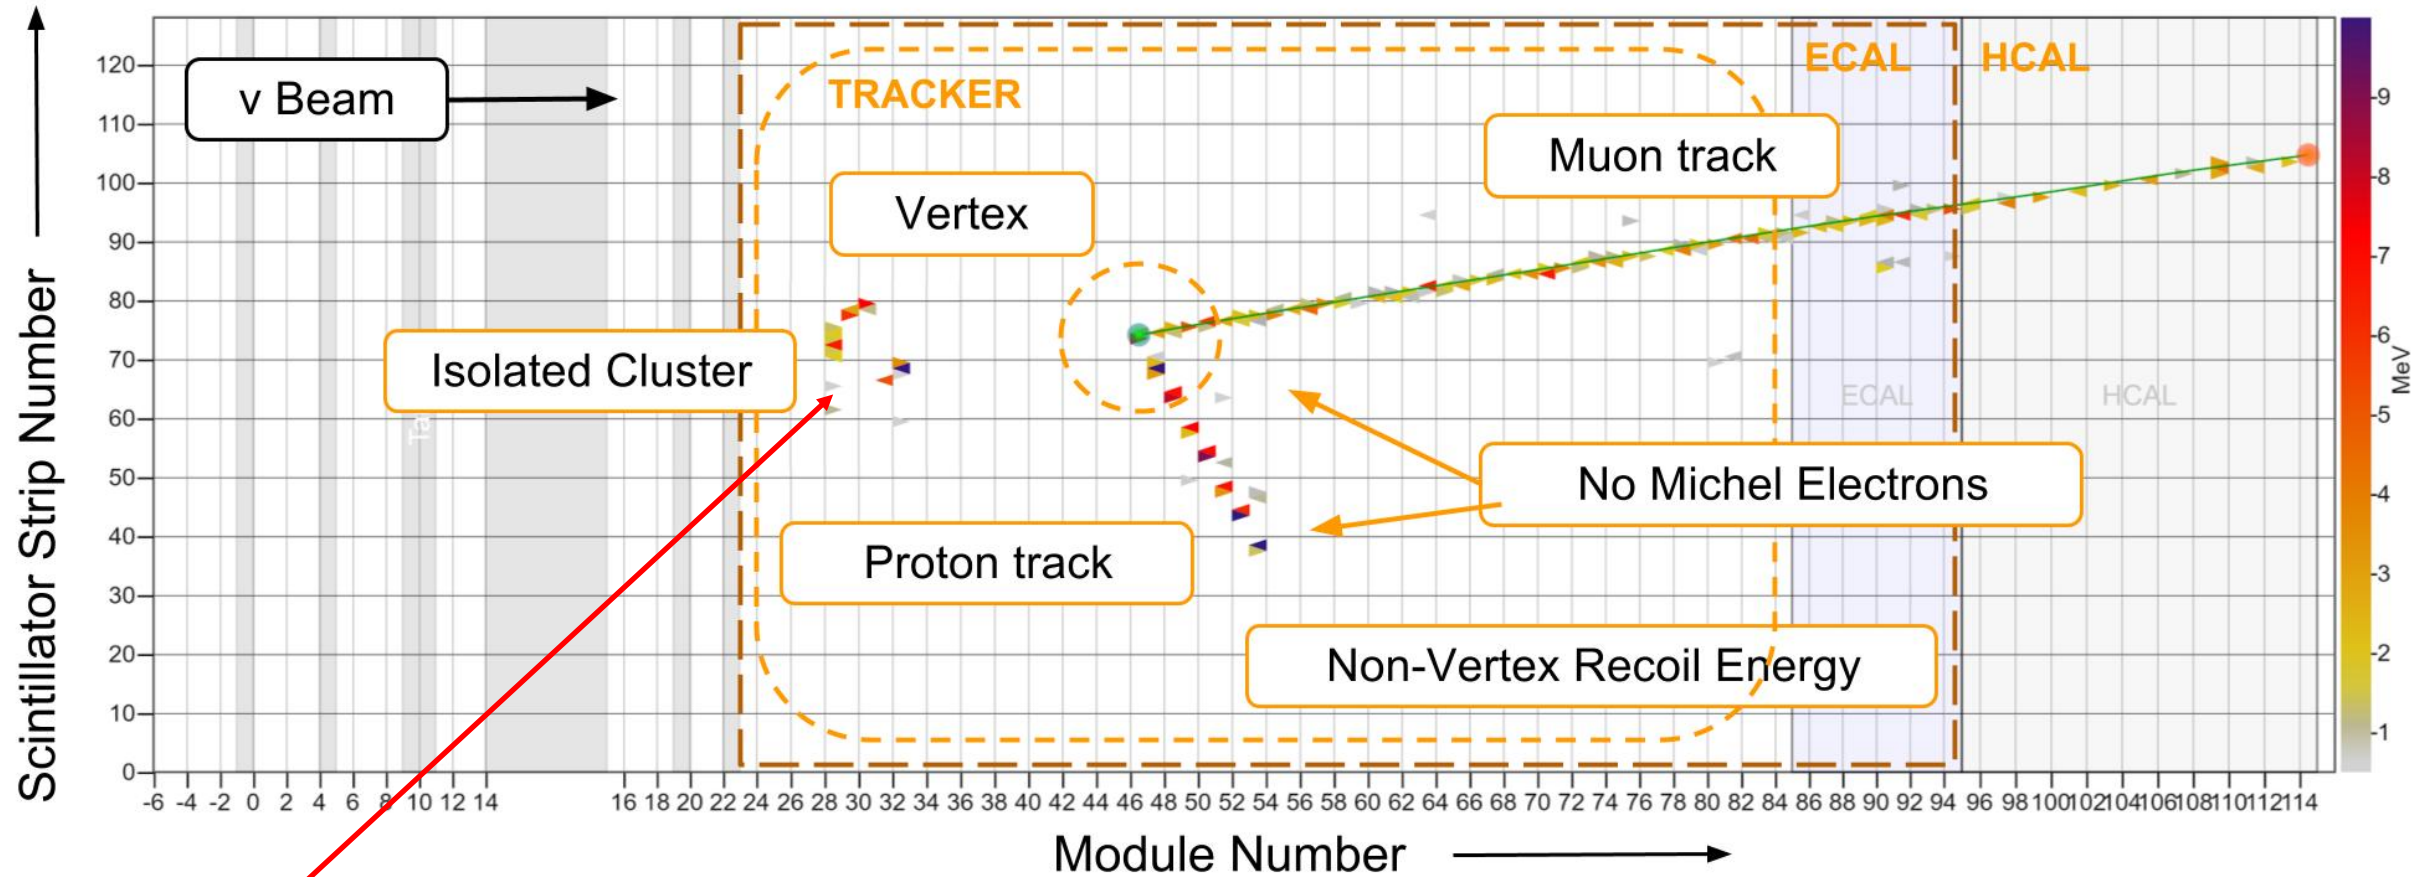 120
110
100
90
80
70
60
50
40
30
20
10
0
Scintillator Strip Number
v Beam
TRACKER
ECAL
HCAL
Muon track
Vertex
Isolated Cluster
Ta
ECAL
HCAL
No Michel Electrons
Proton track
Non-Vertex Recoil Energy
9
8
7
6
5
4
3
2
1
MeV
-6 -4 -2 0 2 4 6 8 10 12 14 16 18 20 22 24 26 28 30 32 34 36 38 40 42 44 46 48 50 52 54 56 58 60 62 64 66 68 70 72 74 76 78 80 82 84 86 88 90 92 94 96 98 100 102 104 106 108 110 112 114
Module Number